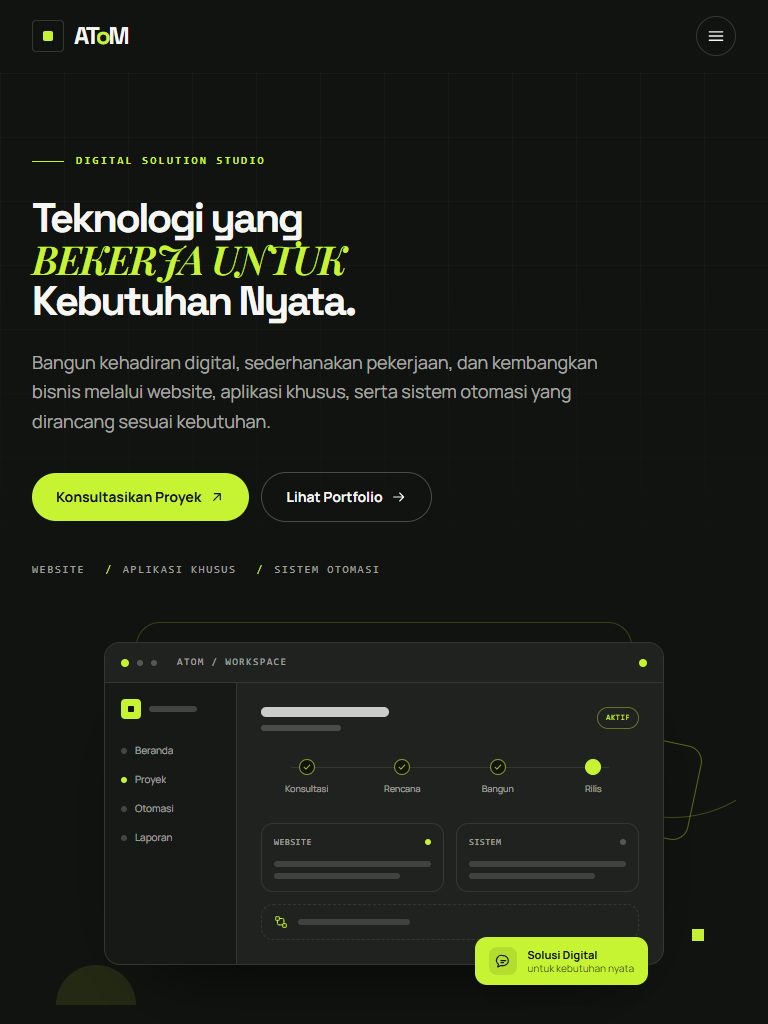 AToM
DIGITAL SOLUTION STUDIO
Teknologi yang
BEKERJA UNTUK
Kebutuhan Nyata.
Bangun kehadiran digital, sederhanakan pekerjaan, dan kembangkan
bisnis melalui website, aplikasi khusus, serta sistem otomasi yang
dirancang sesuai kebutuhan.
Konsultasikan Proyek
Lihat Portfolio
WEBSITE / APLIKASI KHUSUS / SISTEM OTOMASI
ATOM / WORKSPACE
AKTIF
Beranda
Proyek
Otomasi
Laporan
Konsultasi
Rencana
Bangun
Rilis
WEBSITE
SISTEM
Solusi Digital
untuk kebutuhan nyata